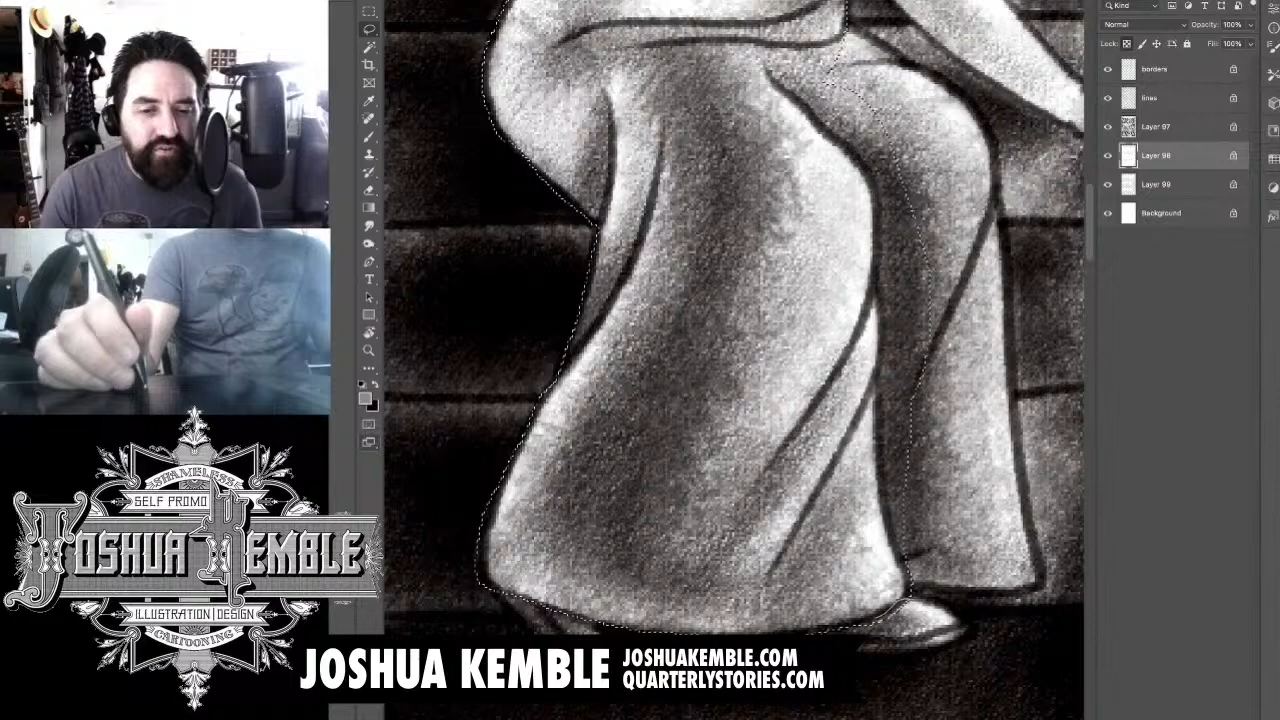 Kind
Normal
Opacity: 100%
Lock:
Fill: 100%
borders
lines
Layer 97
Layer 98
Layer 99
Background
SHAMELESS
SELF PROMO
JOSHUA KEMBLE
ILLUSTRATION|DESIGN
CARTOONING
JOSHUA KEMBLE
JOSHUAKEMBLE.COM
QUARTERLYSTORIES.COM